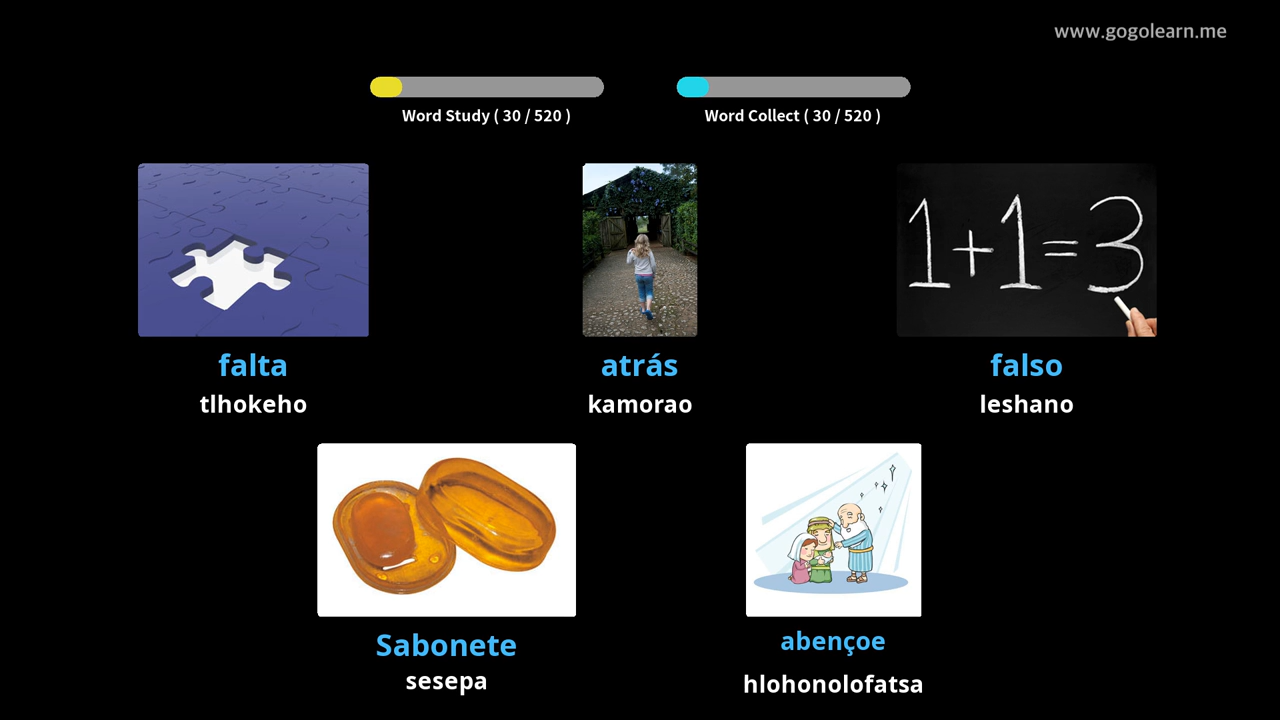 www.gogolearn.me
Word Study ( 30 / 520 )
Word Collect ( 30 / 520 )
1+1=3
falta
tlhokeho
atrás
kamorao
falso
leshano
Sabonete
sesepa
abençoe
hlohonolofatsa